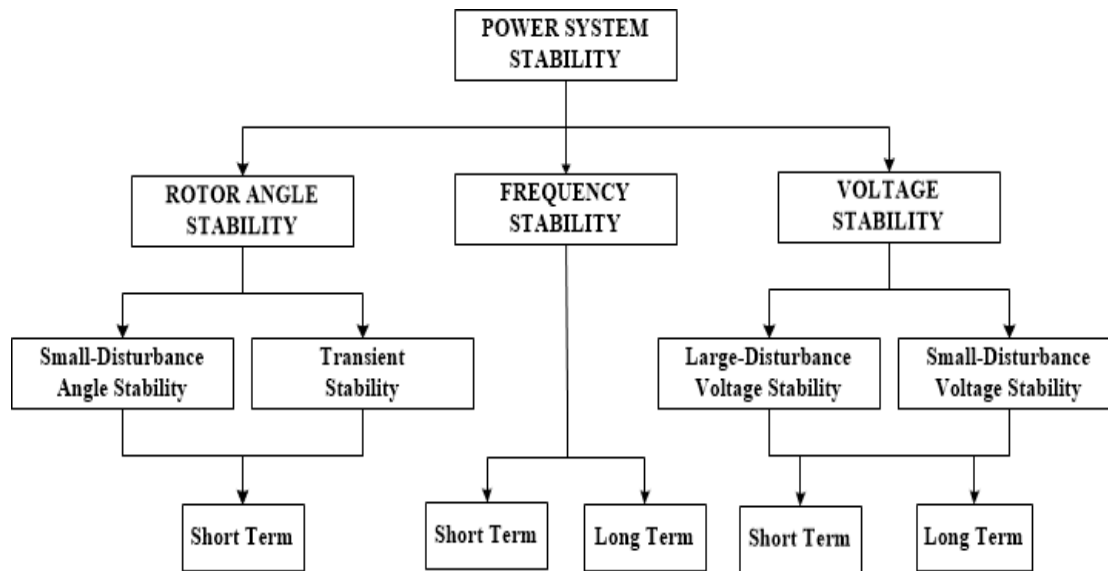 POWER SYSTEM
STABILITY
ROTOR ANGLE
STABILITY
FREQUENCY
STABILITY
VOLTAGE
STABILITY
Small-Disturbance
Angle Stability
Transient
Stability
Large-Disturbance
Voltage Stability
Small-Disturbance
Voltage Stability
Short Term
Short Term
Long Term
Short Term
Long Term